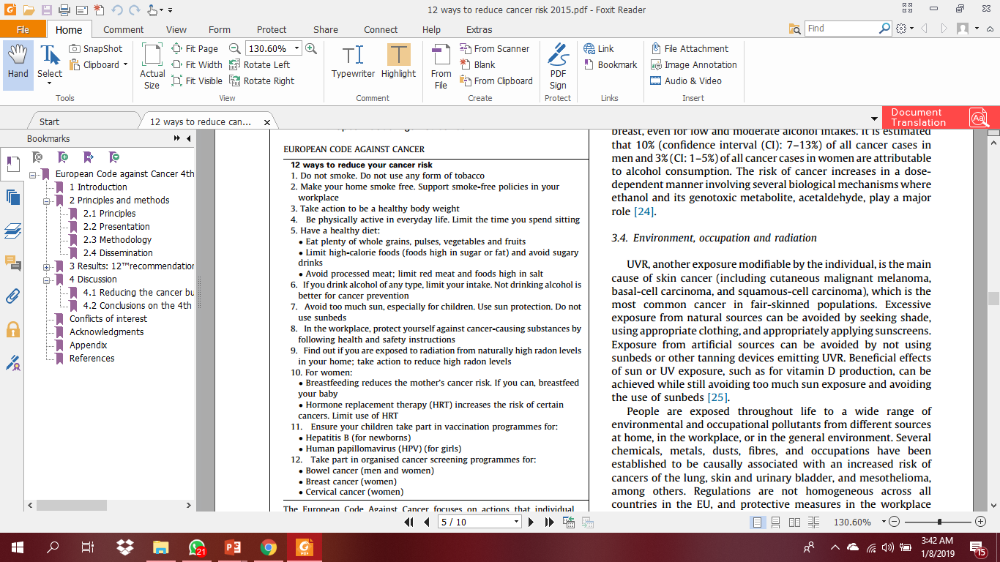 12 ways to reduce cancer risk 2015.pdf - Foxit Reader
File Home Comment View Form Protect Share Connect Help Extras
Find
Hand
Select
SnapShot
Clipboard
Actual Size
Fit Page
Fit Width
Fit Visible
130.60%
Rotate Left
Rotate Right
Typewriter
Highlight
From File
From Scanner
Blank
From Clipboard
PDF Sign
Link
Bookmark
File Attachment
Image Annotation
Audio & Video
Tools View Comment Create Protect Links Insert
Start
12 ways to reduce can...
Document
Translation
Bookmarks
European Code against Cancer 4th
1 Introduction
2 Principles and methods
2.1 Principles
2.2 Presentation
2.3 Methodology
2.4 Dissemination
3 Results: 12™recommendation
4 Discussion
4.1 Reducing the cancer bu
4.2 Conclusions on the 4th
Conflicts of interest
Acknowledgments
Appendix
References
EUROPEAN CODE AGAINST CANCER
12 ways to reduce your cancer risk
1. Do not smoke. Do not use any form of tobacco
2. Make your home smoke free. Support smoke-free policies in your
workplace
3. Take action to be a healthy body weight
4. Be physically active in everyday life. Limit the time you spend sitting
5. Have a healthy diet:
• Eat plenty of whole grains, pulses, vegetables and fruits
• Limit high-calorie foods (foods high in sugar or fat) and avoid sugary
drinks
• Avoid processed meat; limit red meat and foods high in salt
6. If you drink alcohol of any type, limit your intake. Not drinking alcohol is
better for cancer prevention
7. Avoid too much sun, especially for children. Use sun protection. Do not
use sunbeds
8. In the workplace, protect yourself against cancer-causing substances by
following health and safety instructions
9. Find out if you are exposed to radiation from naturally high radon levels
in your home; take action to reduce high radon levels
10. For women:
• Breastfeeding reduces the mother's cancer risk. If you can, breastfeed
your baby
• Hormone replacement therapy (HRT) increases the risk of certain
cancers. Limit use of HRT
11. Ensure your children take part in vaccination programmes for:
• Hepatitis B (for newborns)
• Human papillomavirus (HPV) (for girls)
12. Take part in organised cancer screening programmes for:
• Bowel cancer (men and women)
• Breast cancer (women)
• Cervical cancer (women)
The European Code Against Cancer focuses on actions that individual
breast, even for low and moderate alcohol intakes. It is estimated
that 10% (confidence interval (CI): 7–13%) of all cancer cases in
men and 3% (CI: 1–5%) of all cancer cases in women are attributable
to alcohol consumption. The risk of cancer increases in a dose-
dependent manner involving several biological mechanisms where
ethanol and its genotoxic metabolite, acetaldehyde, play a major
role [24].
3.4. Environment, occupation and radiation
UVR, another exposure modifiable by the individual, is the main
cause of skin cancer (including cutaneous malignant melanoma,
basal-cell carcinoma, and squamous-cell carcinoma), which is the
most common cancer in fair-skinned populations. Excessive
exposure from natural sources can be avoided by seeking shade,
using appropriate clothing, and appropriately applying sunscreens.
Exposure from artificial sources can be avoided by not using
sunbeds or other tanning devices emitting UVR. Beneficial effects
of sun or UV exposure, such as for vitamin D production, can be
achieved while still avoiding too much sun exposure and avoiding
the use of sunbeds [25].
People are exposed throughout life to a wide range of
environmental and occupational pollutants from different sources
at home, in the workplace, or in the general environment. Several
chemicals, metals, dusts, fibres, and occupations have been
established to be causally associated with an increased risk of
cancers of the lung, skin and urinary bladder, and mesothelioma,
among others. Regulations are not homogeneous across all
countries in the EU, and protective measures in the workplace
5 / 10
130.60%
21
3:42 AM
1/8/2019
15